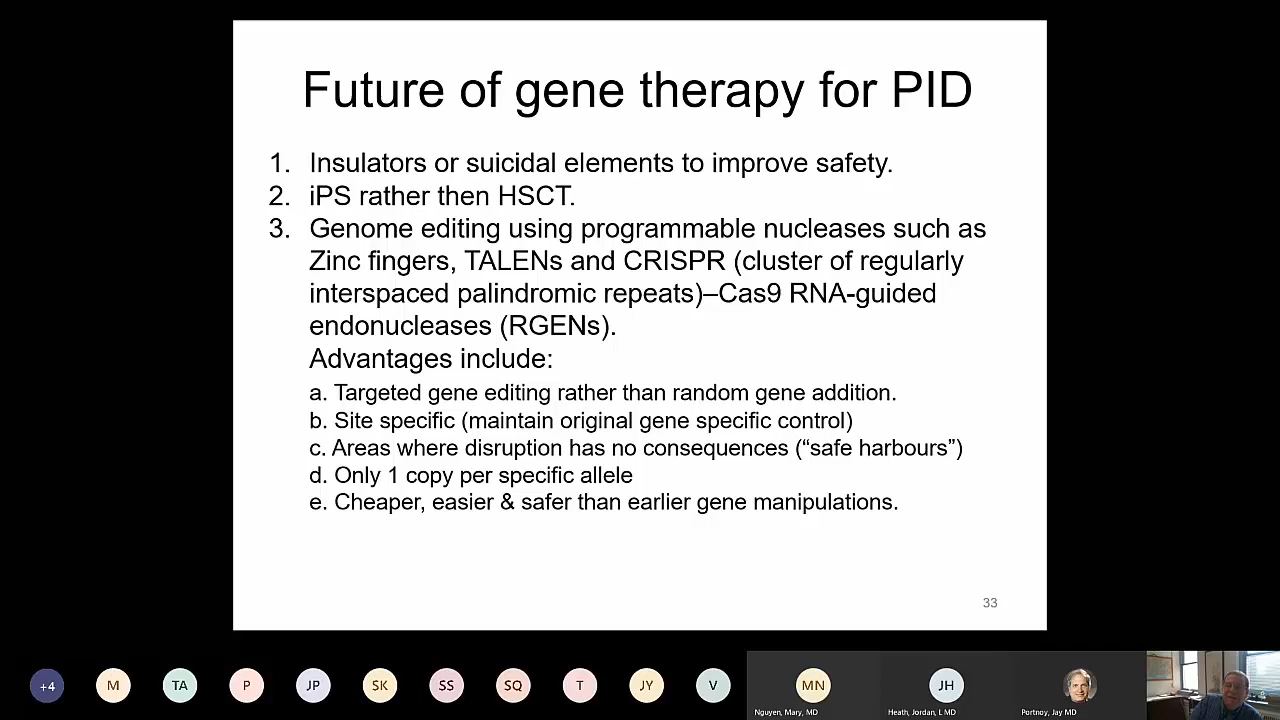 Future of gene therapy for PID
1. Insulators or suicidal elements to improve safety.
2. iPS rather then HSCT.
3. Genome editing using programmable nucleases such as
Zinc fingers, TALENs and CRISPR (cluster of regularly
interspaced palindromic repeats)–Cas9 RNA-guided
endonucleases (RGENs).
Advantages include:
a. Targeted gene editing rather than random gene addition.
b. Site specific (maintain original gene specific control)
c. Areas where disruption has no consequences (“safe harbours”)
d. Only 1 copy per specific allele
e. Cheaper, easier & safer than earlier gene manipulations.
33
+4 M TA P JP SK SS SQ T JY V MN JH
Nguyen, Mary, MD Heath, Jordan, L MD Portnoy, Jay MD